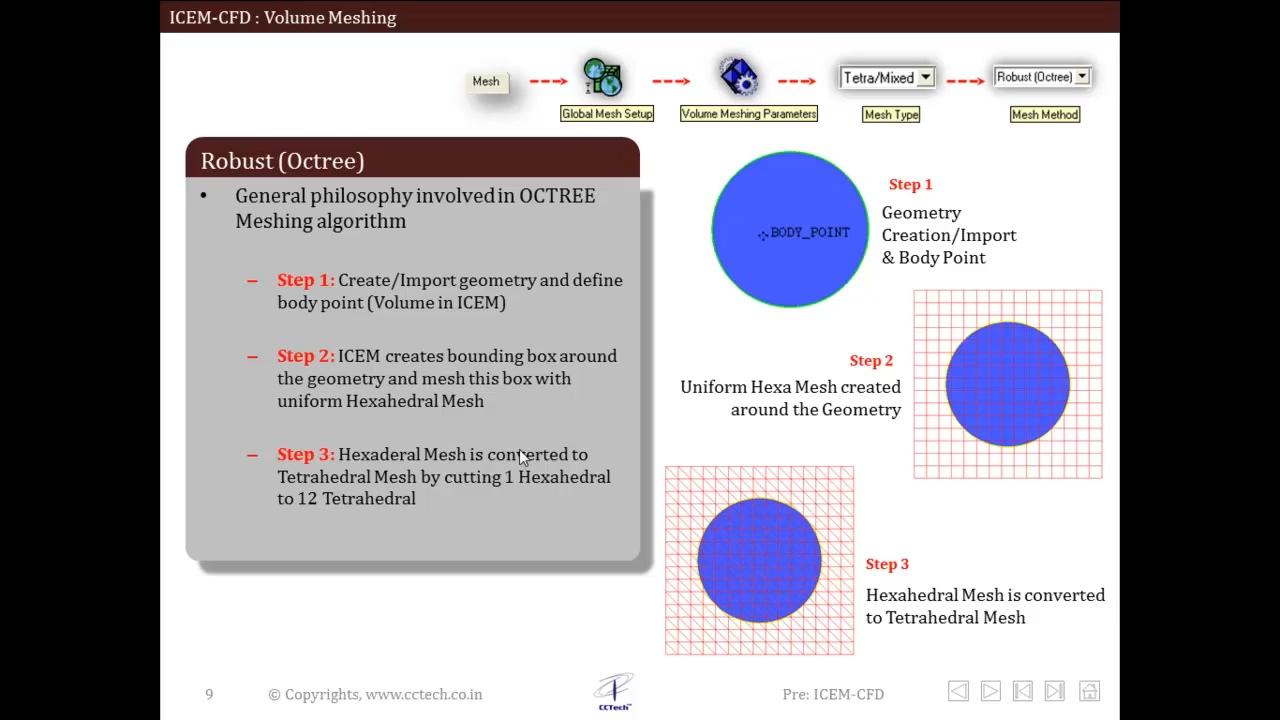 ICEM-CFD : Volume Meshing
Mesh
Tetra/Mixed
Robust (Octree)
Global Mesh Setup
Volume Meshing Parameters
Mesh Type
Mesh Method
Robust (Octree)
• General philosophy involved in OCTREE
Meshing algorithm
– Step 1: Create/Import geometry and define
body point (Volume in ICEM)
– Step 2: ICEM creates bounding box around
the geometry and mesh this box with
uniform Hexahedral Mesh
– Step 3: Hexaderal Mesh is converted to
Tetrahedral Mesh by cutting 1 Hexahedral
to 12 Tetrahedral
BODY_POINT
Step 1
Geometry
Creation/Import
& Body Point
Step 2
Uniform Hexa Mesh created
around the Geometry
Step 3
Hexahedral Mesh is converted
to Tetrahedral Mesh
9
© Copyrights, www.cctech.co.in
CCTech™
Pre: ICEM-CFD